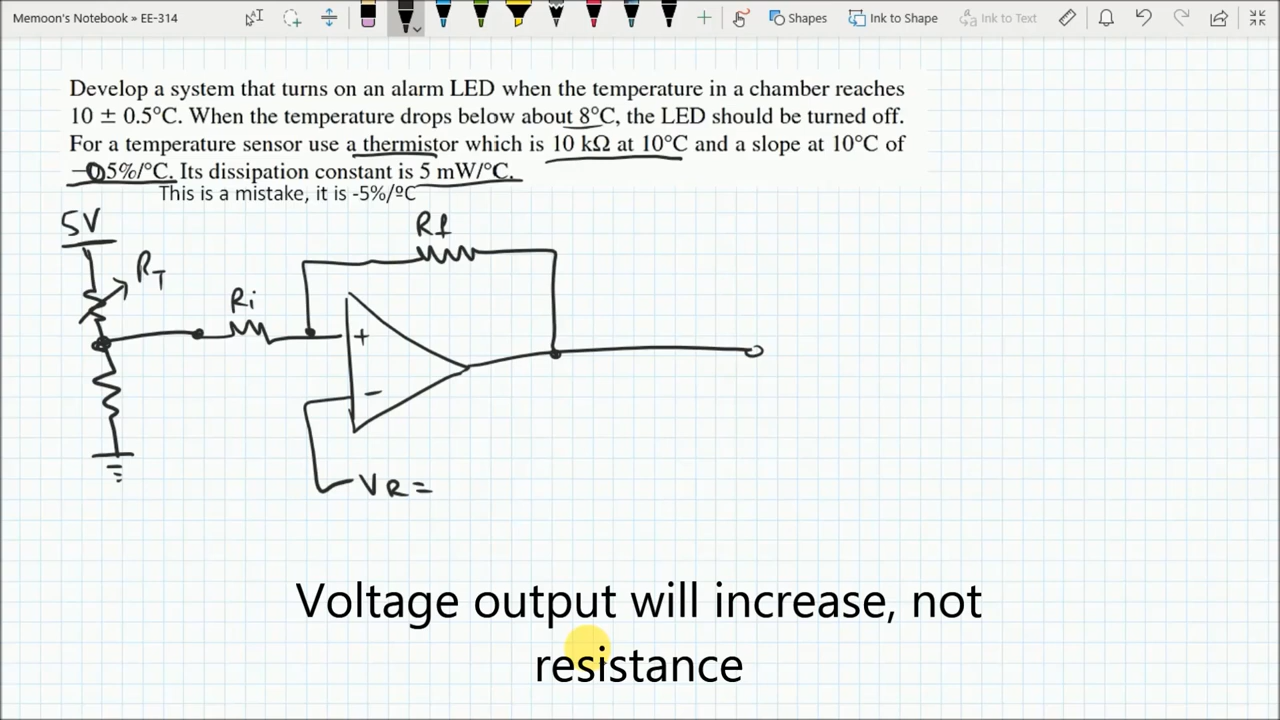 Memoon's Notebook » EE-314
Shapes
Ink to Shape
Ink to Text
Develop a system that turns on an alarm LED when the temperature in a chamber reaches
10 ± 0.5°C. When the temperature drops below about 8°C, the LED should be turned off.
For a temperature sensor use a thermistor which is 10 kΩ at 10°C and a slope at 10°C of
−05%/°C. Its dissipation constant is 5 mW/°C.
This is a mistake, it is -5%/ºC
5V
RT
Rf
Ri
+
-
VR=
Voltage output will increase, not
resistance